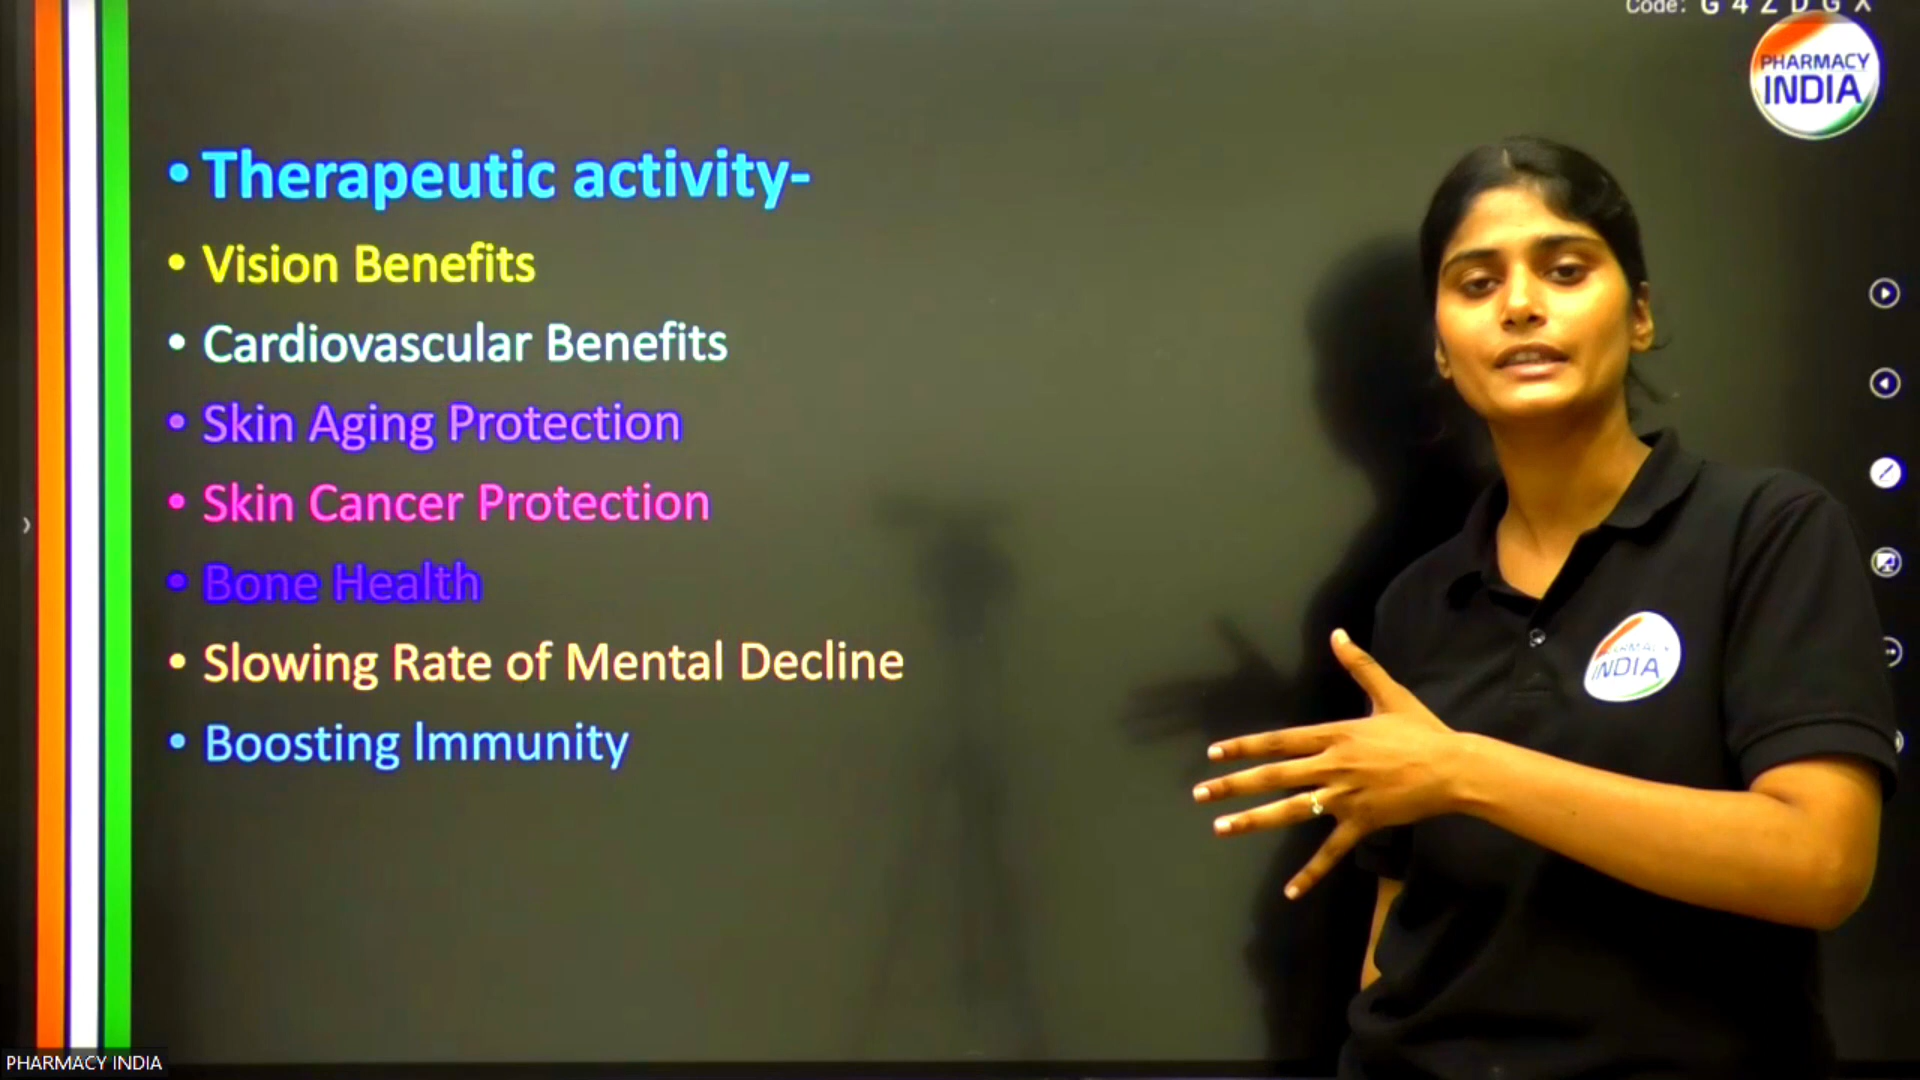 Code: G 4 Z D G X
PHARMACY
INDIA
• Therapeutic activity-
• Vision Benefits
• Cardiovascular Benefits
• Skin Aging Protection
• Skin Cancer Protection
• Bone Health
• Slowing Rate of Mental Decline
• Boosting Immunity
INDIA
PHARMACY INDIA